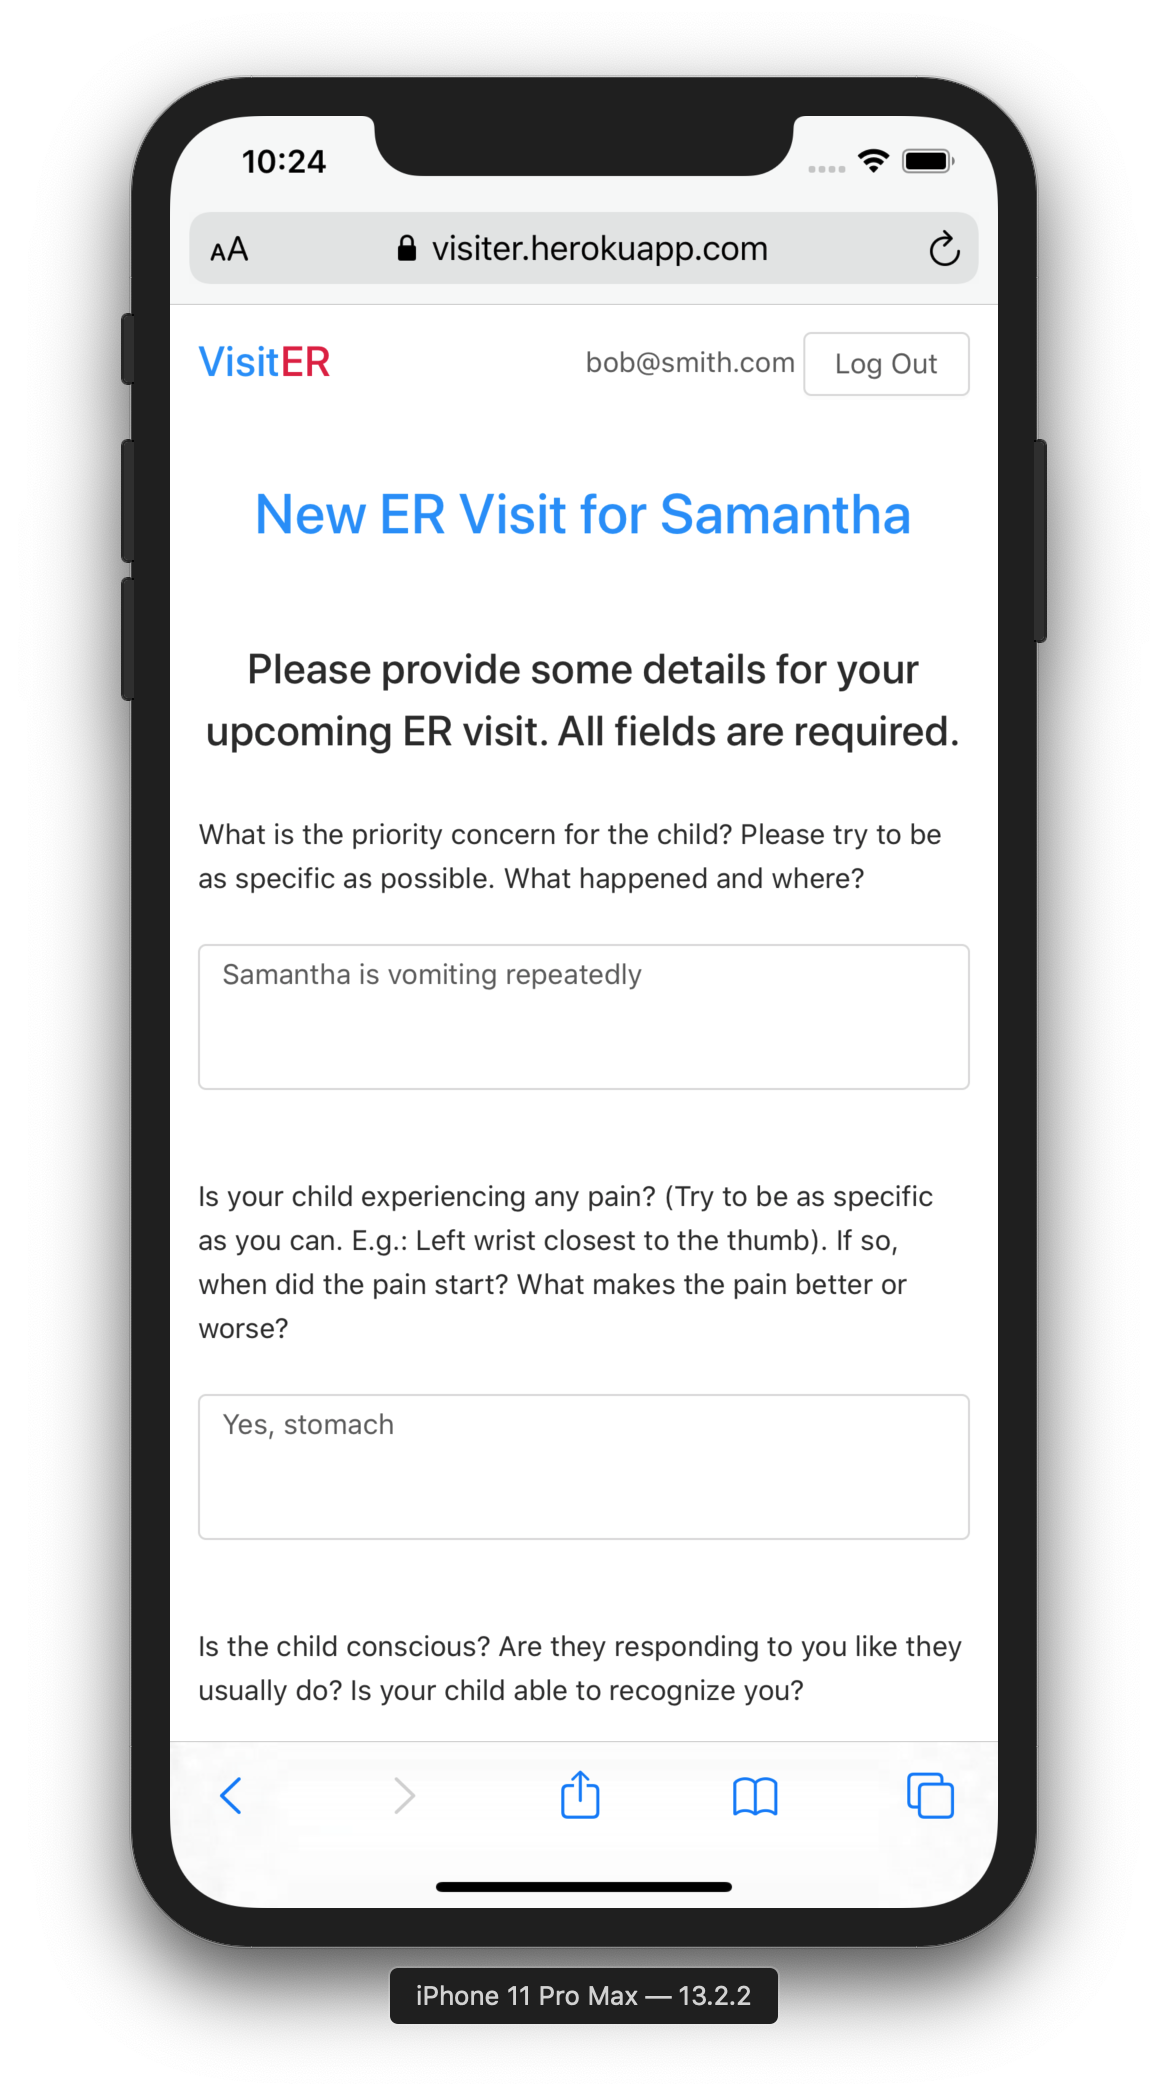 10:24
AA visiter.herokuapp.com
VisitER bob@smith.com Log Out
New ER Visit for Samantha
Please provide some details for your
upcoming ER visit. All fields are required.
What is the priority concern for the child? Please try to be
as specific as possible. What happened and where?
Samantha is vomiting repeatedly
Is your child experiencing any pain? (Try to be as specific
as you can. E.g.: Left wrist closest to the thumb). If so,
when did the pain start? What makes the pain better or
worse?
Yes, stomach
Is the child conscious? Are they responding to you like they
usually do? Is your child able to recognize you?
iPhone 11 Pro Max — 13.2.2